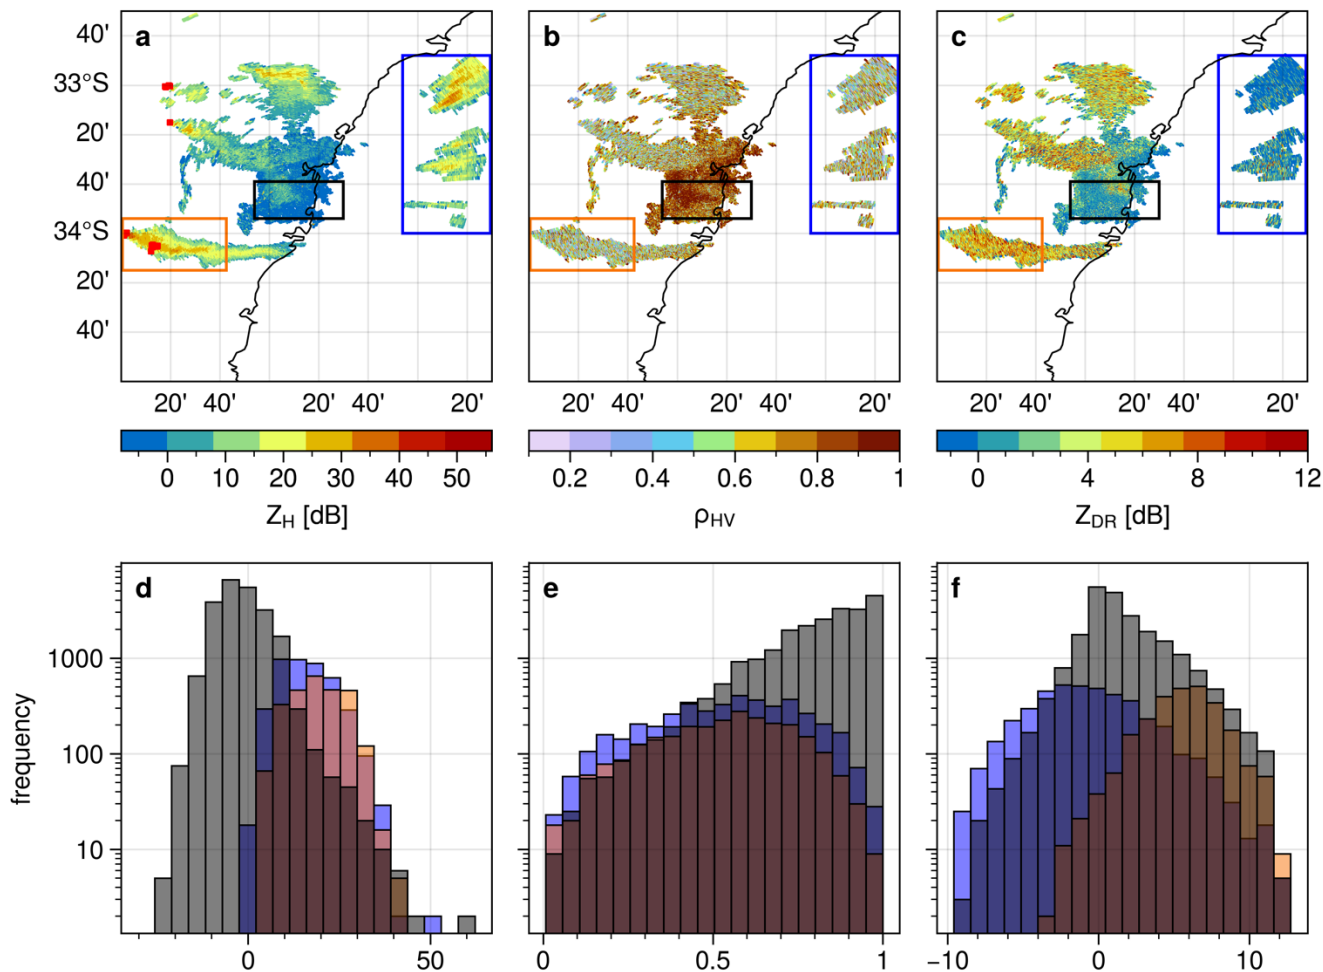 a b c
40'
33°S
20'
40'
34°S
20'
40'
20' 40' 20' 20'
20' 40' 20' 40' 20'
20' 40' 20' 40' 20'
0 10 20 30 40 50
0.2 0.4 0.6 0.8 1
0 4 8 12
Z_H [dB]
ρ_HV
Z_DR [dB]
d e f
1000
100
10
frequency
0 50
0 0.5 1
−10 0 10